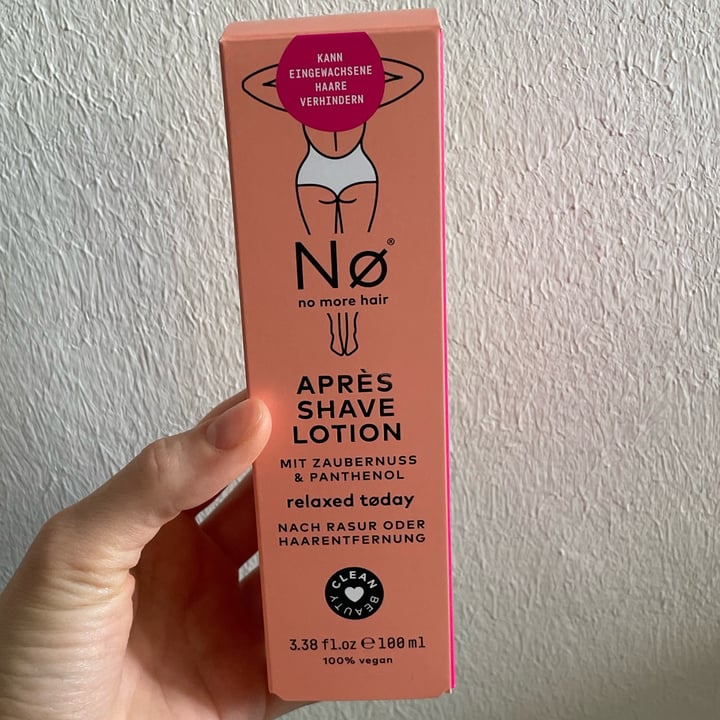 KANN
EINGEWACHSENE
HAARE
VERHINDERN
Nø®
no more hair
APRÈS
SHAVE
LOTION
MIT ZAUBERNUSS
& PANTHENOL
relaxed tøday
NACH RASUR ODER
HAARENTFERNUNG
CLEAN
BEAUTY
3.38 fl.oz ℮100 ml
100% vegan